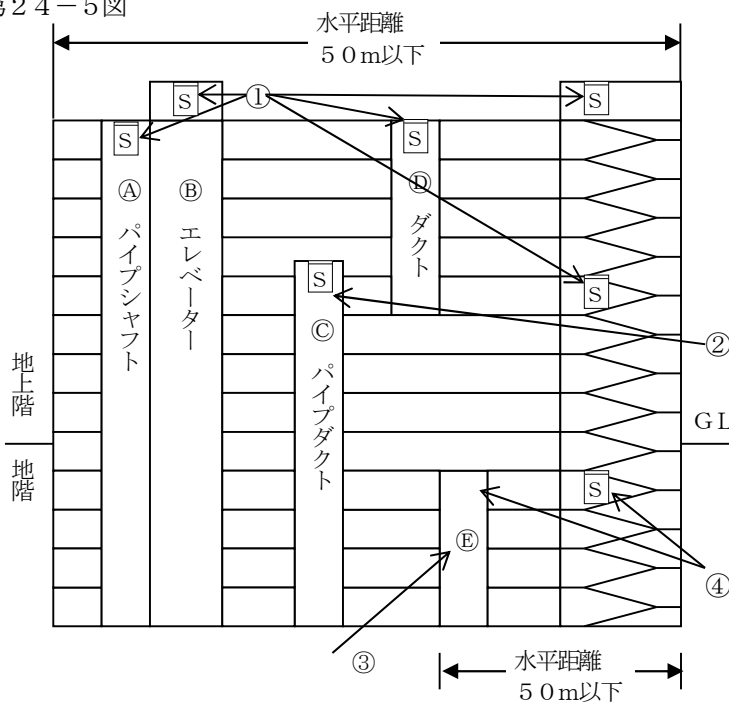 第24－5図
水平距離
50m以下
S
S
①
S
S
S
Ⓐ パイプシャフト
Ⓑ エレベーター
Ⓓ ダクト
S
Ⓒ パイプダクト
S
②
地上階
GL
地階
S
Ⓔ
④
③
水平距離
50m以下